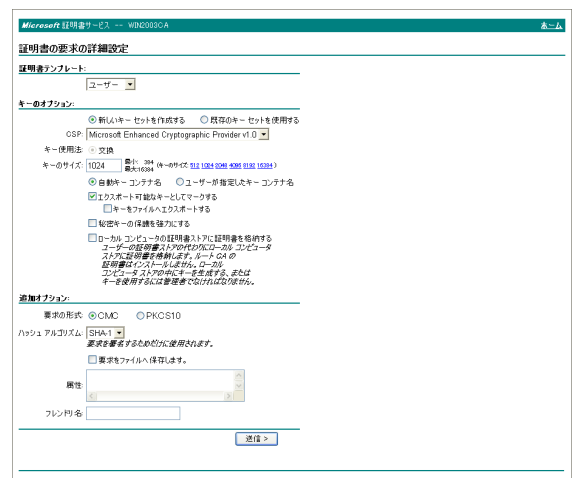 Microsoft 証明書サービス -- WIN2003CA ホーム
証明書の要求の詳細設定
証明書テンプレート:
ユーザー
キーのオプション:
新しいキー セットを作成する 既存のキー セットを使用する
CSP: Microsoft Enhanced Cryptographic Provider v1.0
キー使用法: 交換
キーのサイズ: 1024 最小: 384 最大:16384 (キーのサイズ: 512 1024 2048 4096 8192 16384 )
自動キー コンテナ名 ユーザーが指定したキー コンテナ名
エクスポート可能なキーとしてマークする
キーをファイルへエクスポートする
秘密キーの保護を強力にする
ローカル コンピュータの証明書ストアに証明書を格納する
ユーザーの証明書ストアの代わりにローカル コンピュータ
ストアに証明書を格納します。ルート CA の
証明書はインストールしません。ローカル
コンピュータ ストアの中にキーを生成する、または
キーを使用するには管理者でなければなりません。
追加オプション:
要求の形式: CMC PKCS10
ハッシュ アルゴリズム: SHA-1
要求を署名するためだけに使用されます。
要求をファイルへ保存します。
属性:
フレンドリ名:
送信 >